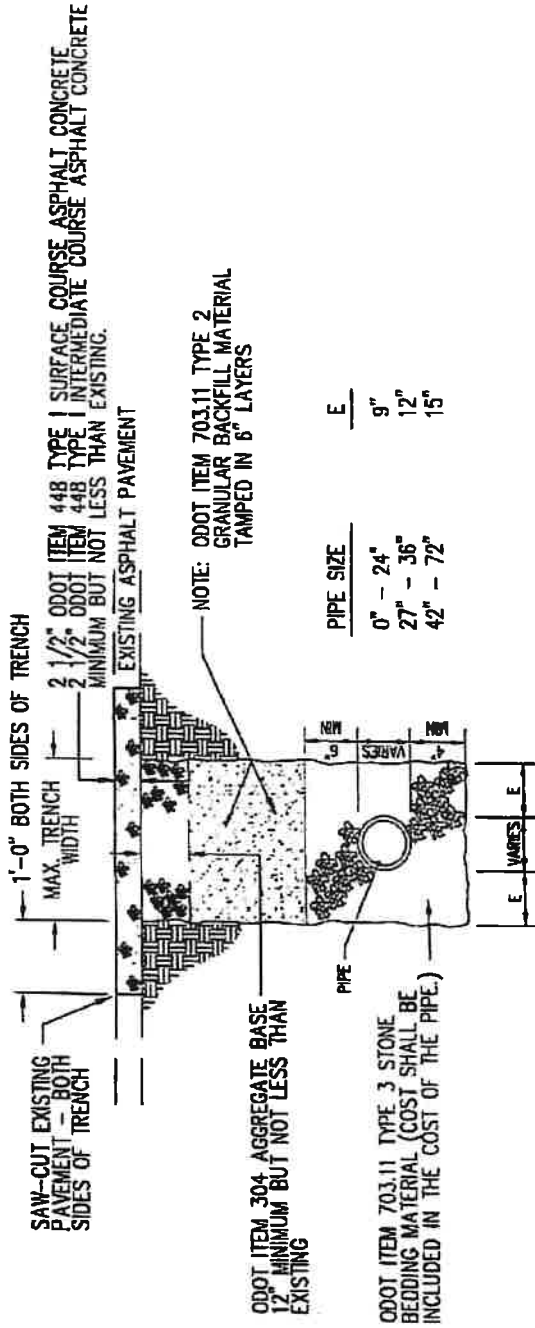 1'-0" BOTH SIDES OF TRENCH
MAX. TRENCH
WIDTH
2 1/2" ODOT ITEM 448 TYPE 1 SURFACE COURSE ASPHALT CONCRETE
2 1/2" ODOT ITEM 448 TYPE 1 INTERMEDIATE COURSE ASPHALT CONCRETE
MINIMUM BUT NOT LESS THAN EXISTING.
EXISTING ASPHALT PAVEMENT
SAW-CUT EXISTING
PAVEMENT - BOTH
SIDES OF TRENCH
NOTE: ODOT ITEM 703.11 TYPE 2
GRANULAR BACKFILL MATERIAL
TAMPED IN 6" LAYERS
ODOT ITEM 304 AGGREGATE BASE
12" MINIMUM BUT NOT LESS THAN
EXISTING
PIPE
6" MIN
VARIES
4" MIN
E VARIES E
ODOT ITEM 703.11 TYPE 3 STONE
BEDDING MATERIAL (COST SHALL BE
INCLUDED IN THE COST OF THE PIPE.)
PIPE SIZE E
0" - 24" 9"
27" - 36" 12"
42" - 72" 15"